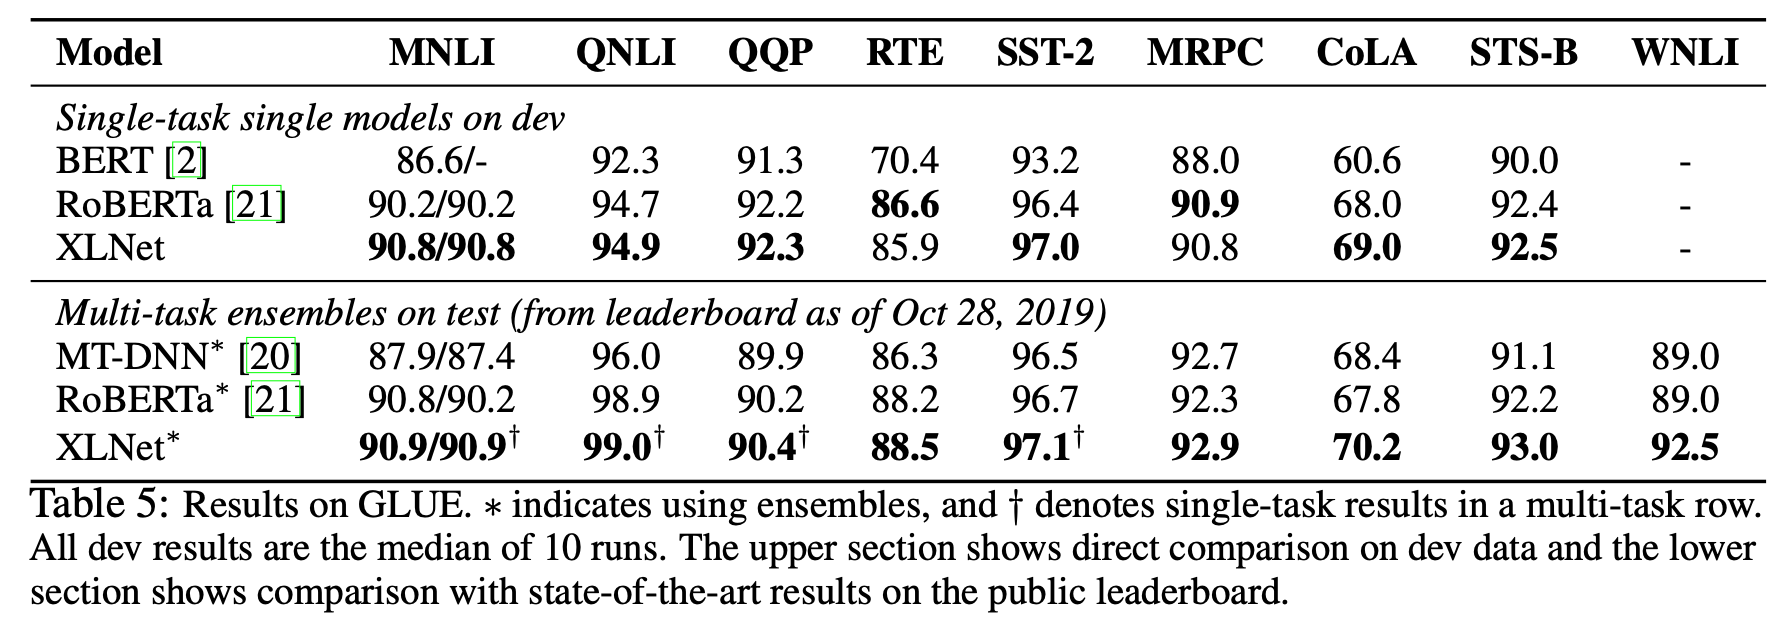 Model MNLI QNLI QQP RTE SST-2 MRPC CoLA STS-B WNLI
Single-task single models on dev
BERT [2] 86.6/- 92.3 91.3 70.4 93.2 88.0 60.6 90.0 -
RoBERTa [21] 90.2/90.2 94.7 92.2 86.6 96.4 90.9 68.0 92.4 -
XLNet 90.8/90.8 94.9 92.3 85.9 97.0 90.8 69.0 92.5 -
Multi-task ensembles on test (from leaderboard as of Oct 28, 2019)
MT-DNN* [20] 87.9/87.4 96.0 89.9 86.3 96.5 92.7 68.4 91.1 89.0
RoBERTa* [21] 90.8/90.2 98.9 90.2 88.2 96.7 92.3 67.8 92.2 89.0
XLNet* 90.9/90.9† 99.0† 90.4† 88.5 97.1† 92.9 70.2 93.0 92.5
Table 5: Results on GLUE. * indicates using ensembles, and † denotes single-task results in a multi-task row.
All dev results are the median of 10 runs. The upper section shows direct comparison on dev data and the lower
section shows comparison with state-of-the-art results on the public leaderboard.